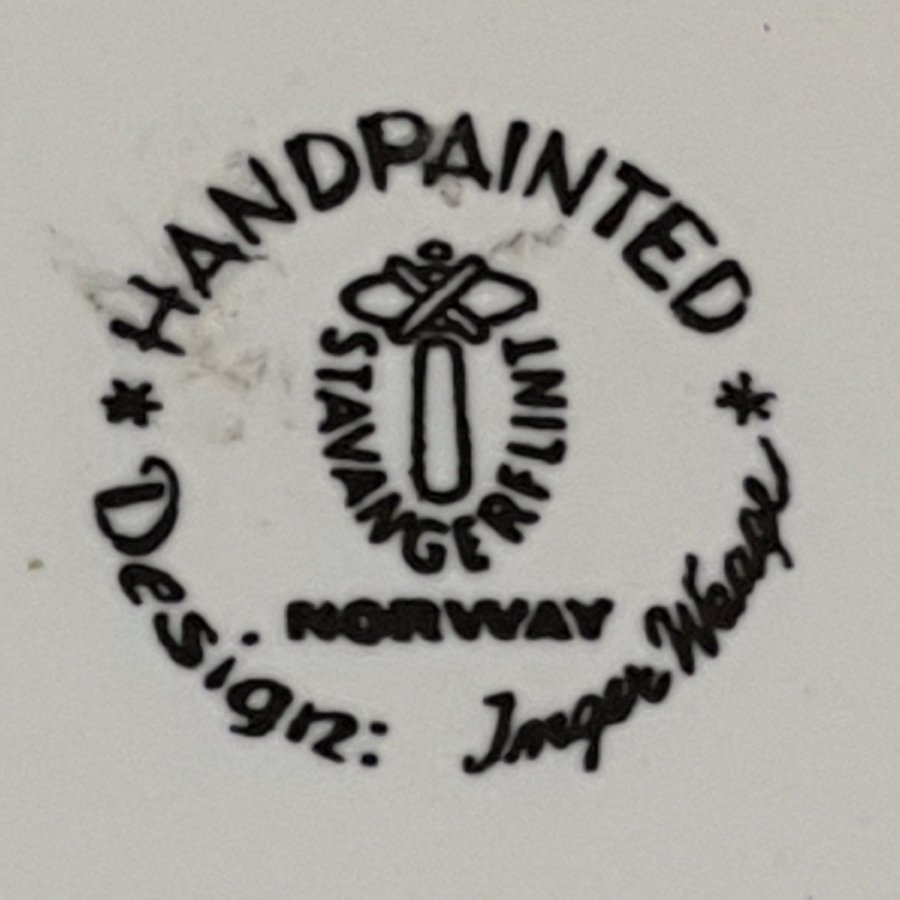 HANDPAINTED
STAVANGERFLINT
NORWAY
Design: Inger Waage